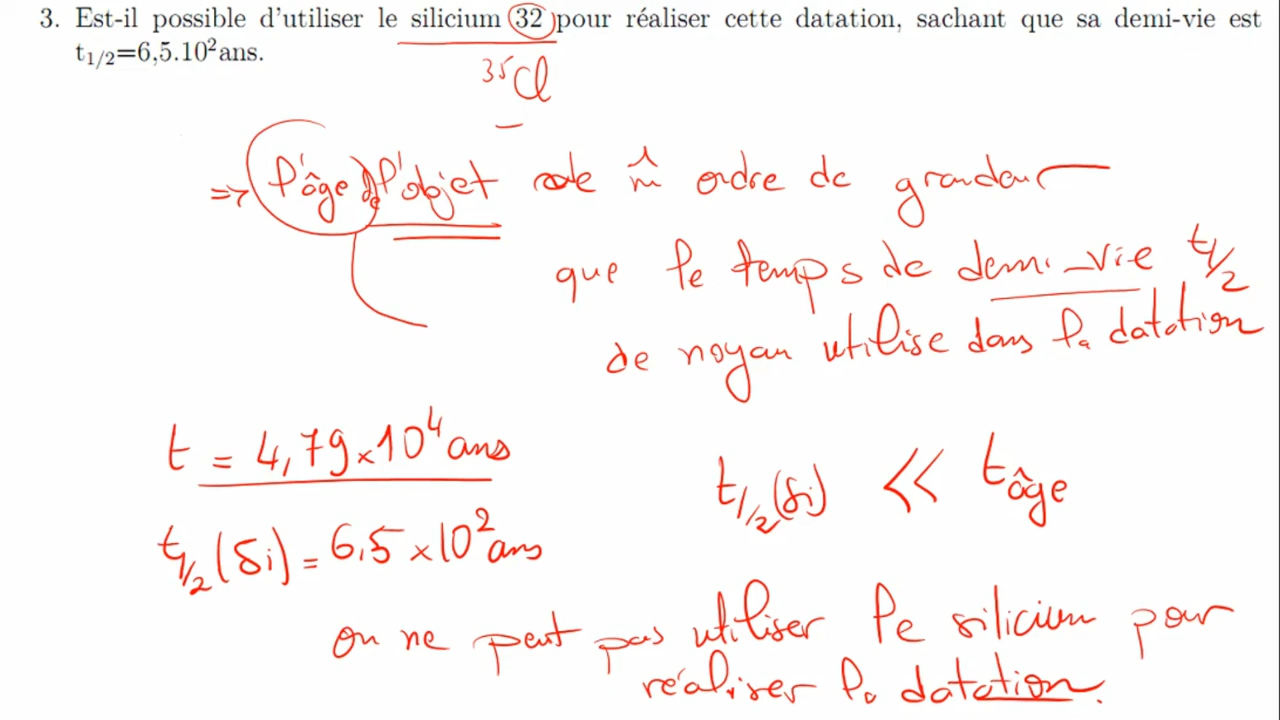 3. Est-il possible d'utiliser le silicium 32 pour réaliser cette datation, sachant que sa demi-vie est
t1/2=6,5.10²ans.
³⁵Cl
=> l'âge de l'objet de m̂ ordre de grandeur
que le temps de demi-vie t1/2
de noyau utilise dans la datation
t = 4,79×10⁴ ans
t1/2(Si) << tâge
t1/2(Si) = 6,5×10² ans
on ne peut pas utiliser le silicium pour
réaliser la datation.